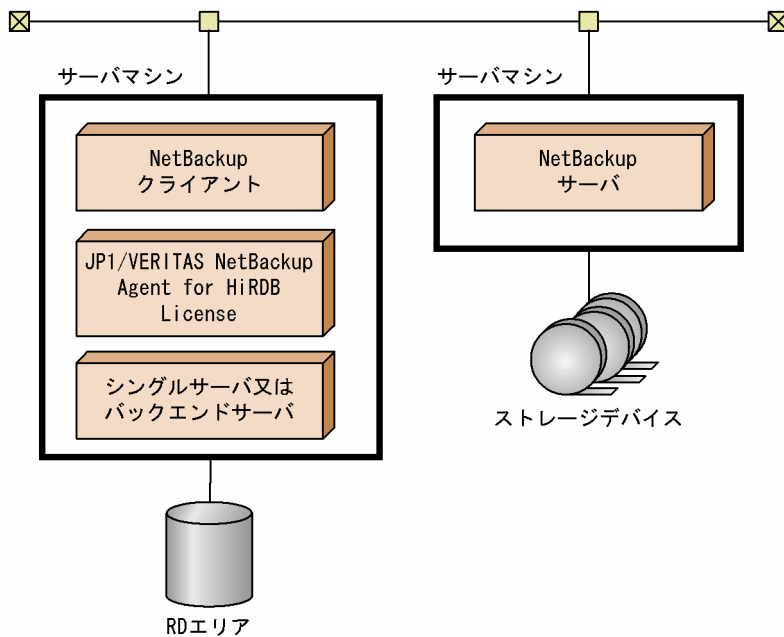 サーバマシン
NetBackup
クライアント
JP1/VERITAS NetBackup
Agent for HiRDB
License
シングルサーバ又は
バックエンドサーバ
RDエリア
サーバマシン
NetBackup
サーバ
ストレージデバイス